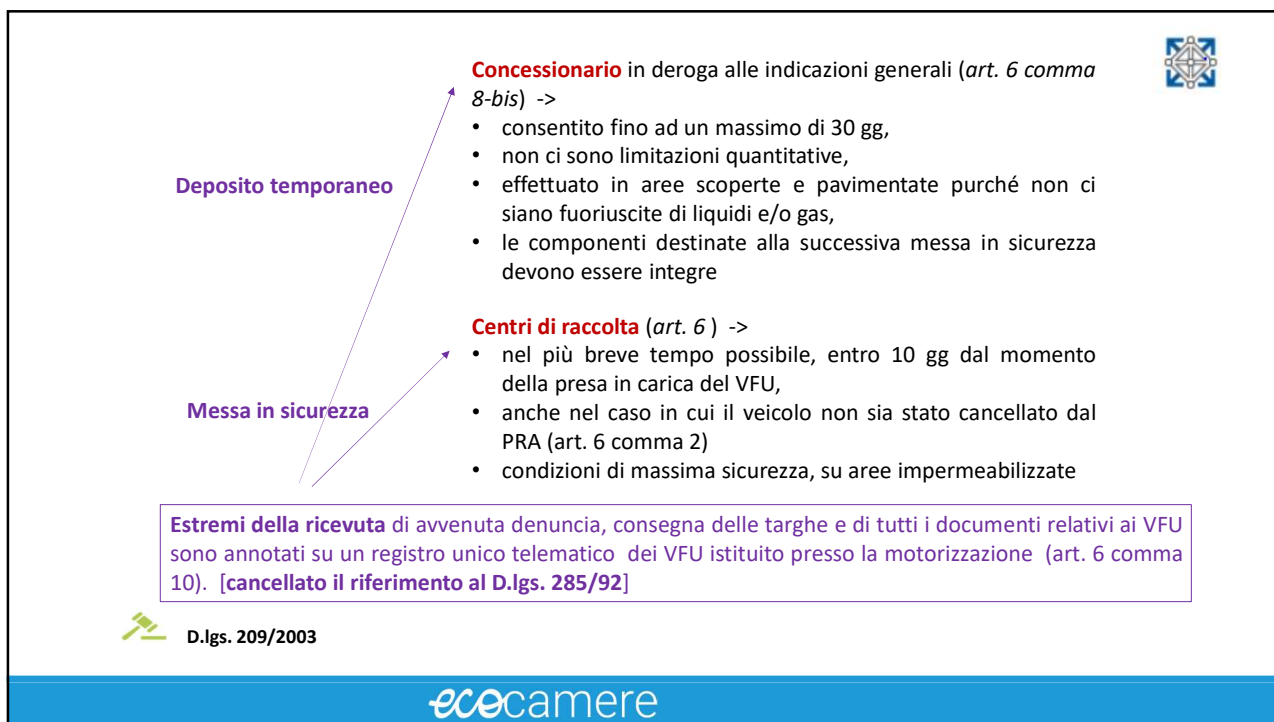 Concessionario in deroga alle indicazioni generali (art. 6 comma
8-bis) ->
• consentito fino ad un massimo di 30 gg,
• non ci sono limitazioni quantitative,
Deposito temporaneo
• effettuato in aree scoperte e pavimentate purché non ci
siano fuoriuscite di liquidi e/o gas,
• le componenti destinate alla successiva messa in sicurezza
devono essere integre
Centri di raccolta (art. 6 ) ->
• nel più breve tempo possibile, entro 10 gg dal momento
della presa in carica del VFU,
Messa in sicurezza
• anche nel caso in cui il veicolo non sia stato cancellato dal
PRA (art. 6 comma 2)
• condizioni di massima sicurezza, su aree impermeabilizzate
Estremi della ricevuta di avvenuta denuncia, consegna delle targhe e di tutti i documenti relativi ai VFU
sono annotati su un registro unico telematico dei VFU istituito presso la motorizzazione (art. 6 comma
10). [cancellato il riferimento al D.lgs. 285/92]
D.lgs. 209/2003
ecocamere